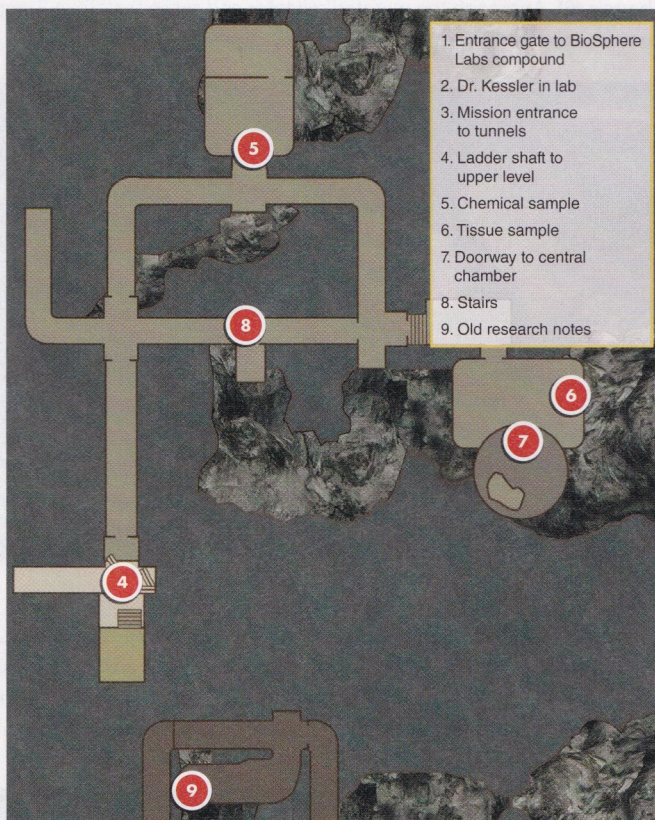 1. Entrance gate to BioSphere
Labs compound
2. Dr. Kessler in lab
3. Mission entrance
to tunnels
4. Ladder shaft to
upper level
5. Chemical sample
6. Tissue sample
7. Doorway to central
chamber
8. Stairs
9. Old research notes
5
8
6
7
4
9